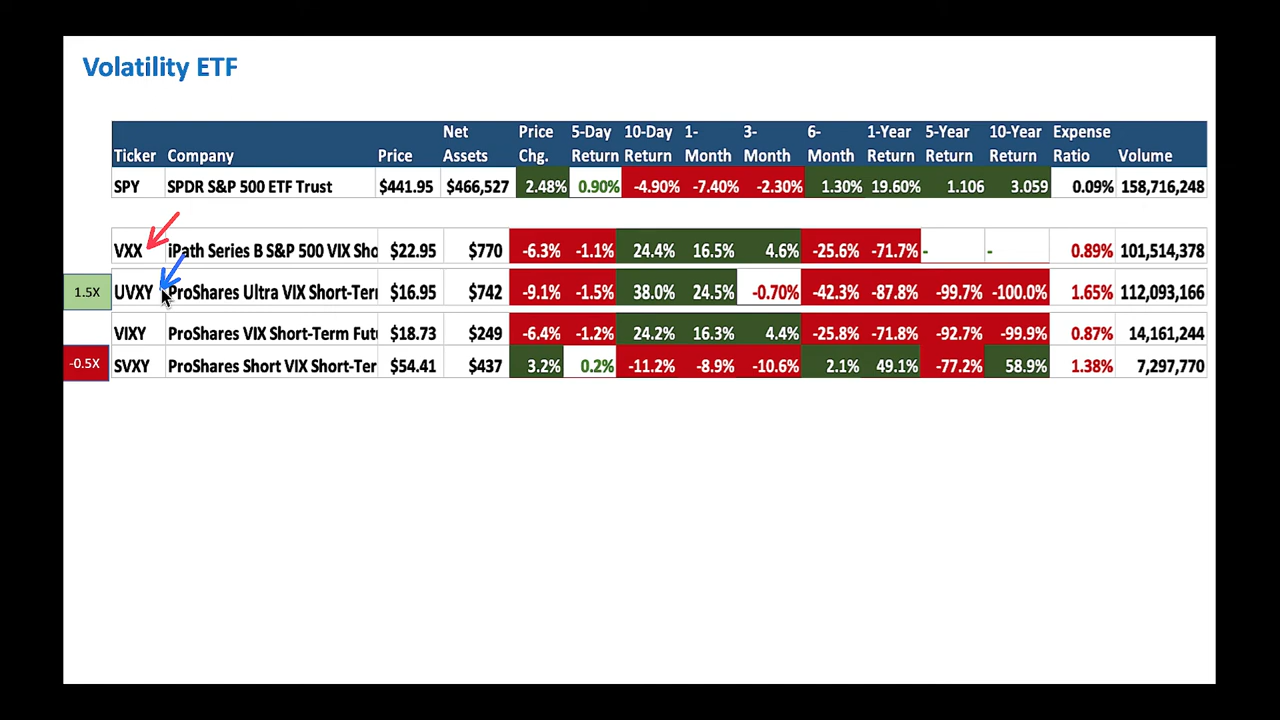 Volatility ETF
Net Price 5-Day 10-Day 1- 3- 6- 1-Year 5-Year 10-Year Expense
Ticker Company Price Assets Chg. Return Return Month Month Month Return Return Return Ratio Volume
SPY SPDR S&P 500 ETF Trust $441.95 $466,527 2.48% 0.90% -4.90% -7.40% -2.30% 1.30% 19.60% 1.106 3.059 0.09% 158,716,248
VXX iPath Series B S&P 500 VIX Sho $22.95 $770 -6.3% -1.1% 24.4% 16.5% 4.6% -25.6% -71.7% - - 0.89% 101,514,378
1.5X UVXY ProShares Ultra VIX Short-Terr $16.95 $742 -9.1% -1.5% 38.0% 24.5% -0.70% -42.3% -87.8% -99.7% -100.0% 1.65% 112,093,166
VIXY ProShares VIX Short-Term Futu $18.73 $249 -6.4% -1.2% 24.2% 16.3% 4.4% -25.8% -71.8% -92.7% -99.9% 0.87% 14,161,244
-0.5X SVXY ProShares Short VIX Short-Ter $54.41 $437 3.2% 0.2% -11.2% -8.9% -10.6% 2.1% 49.1% -77.2% 58.9% 1.38% 7,297,770